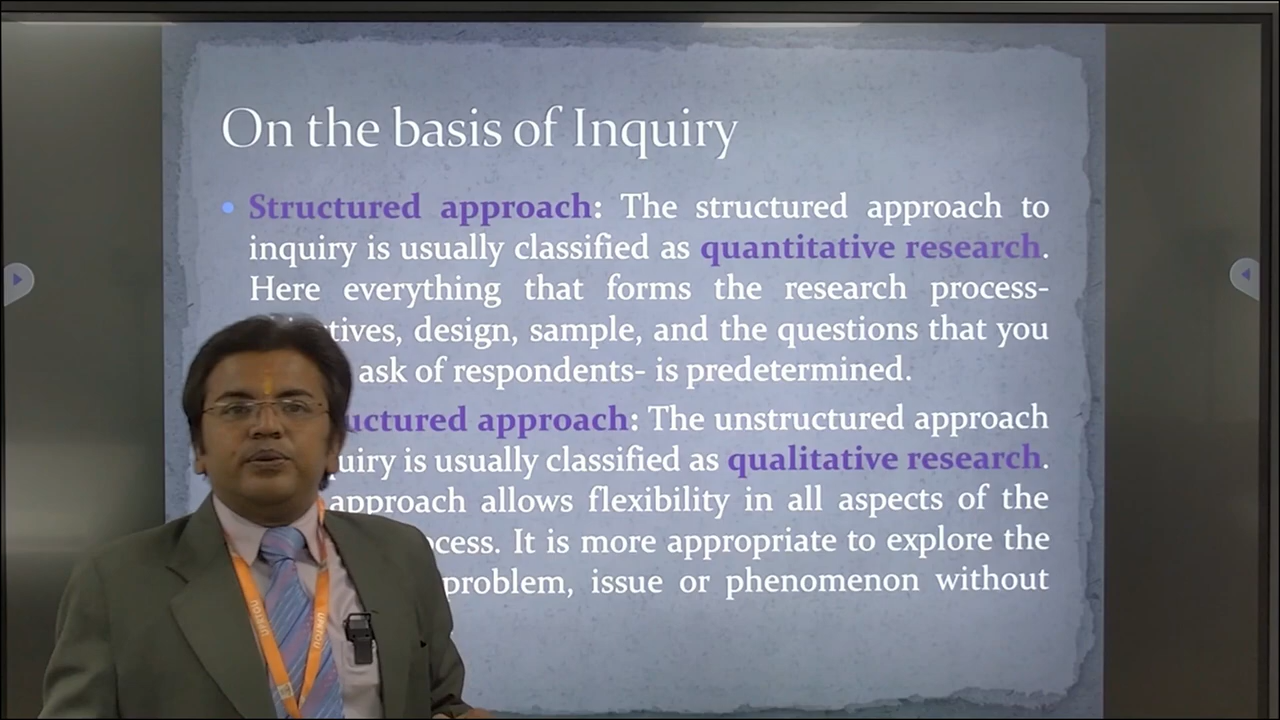 On the basis of Inquiry
• Structured approach: The structured approach to
inquiry is usually classified as quantitative research.
Here everything that forms the research process-
tives, design, sample, and the questions that you
ask of respondents- is predetermined.
uctured approach: The unstructured approach
uiry is usually classified as qualitative research.
approach allows flexibility in all aspects of the
cess. It is more appropriate to explore the
problem, issue or phenomenon without
UPRTOU
UPRTOU